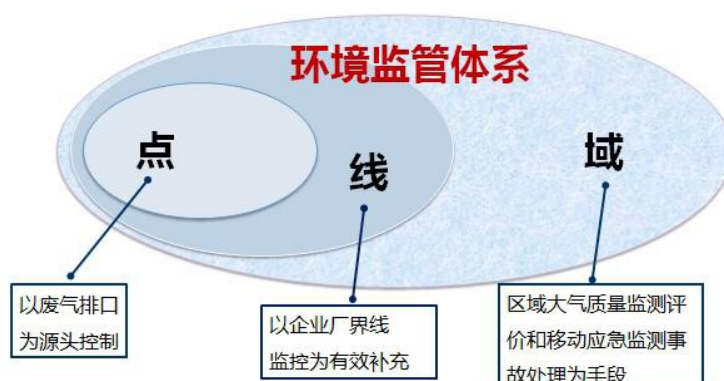 环境监管体系
点
线
域
以废气排口
为源头控制
以企业厂界线
监控为有效补充
区域大气质量监测评
价和移动应急监测事
故处理为手段